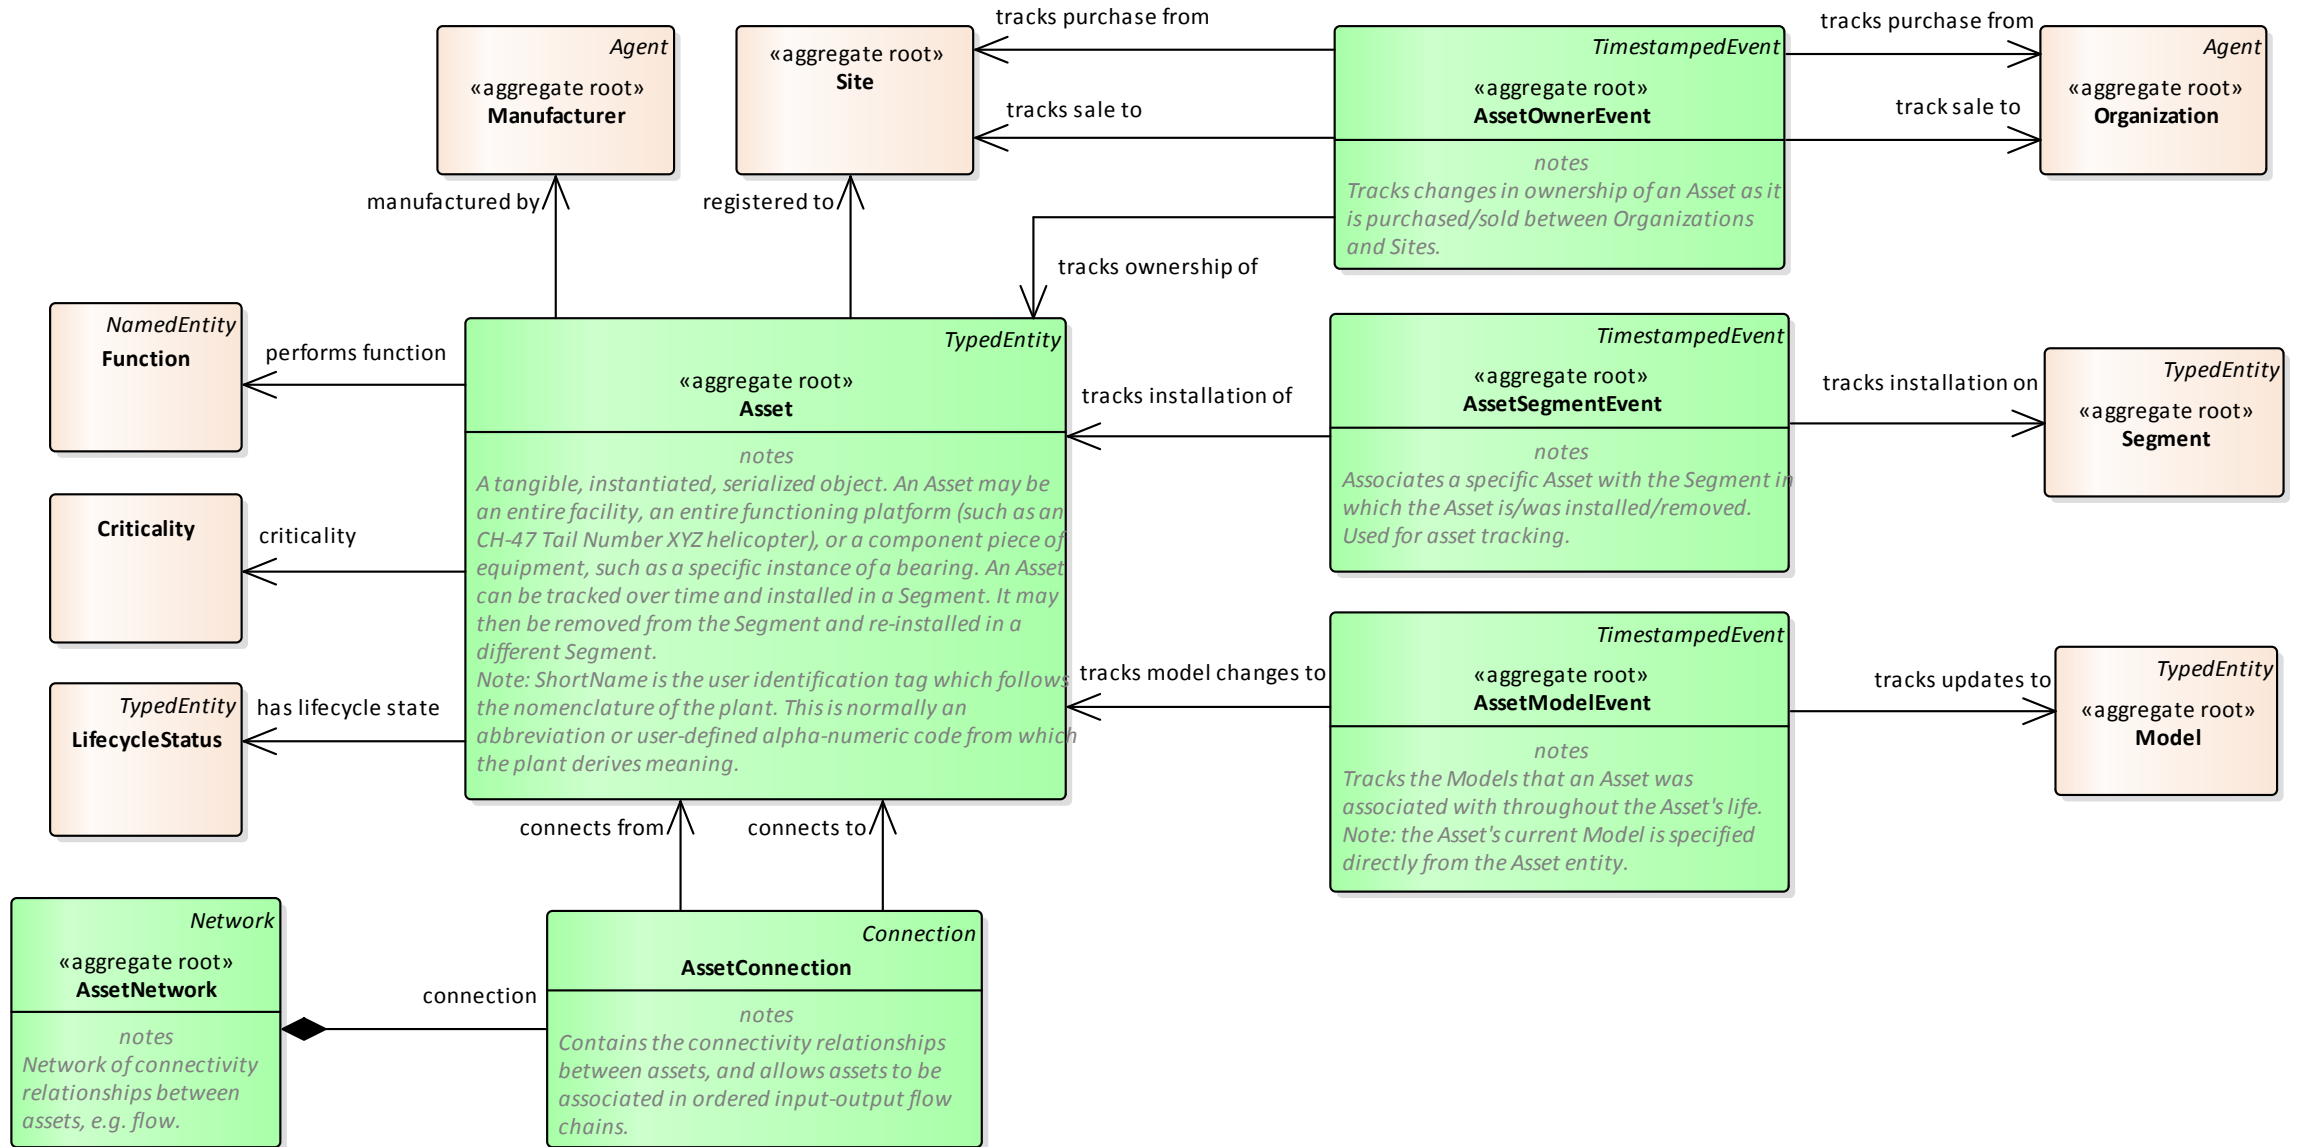 tracks purchase from
tracks purchase from
Agent
«aggregate root»
Manufacturer
«aggregate root»
Site
TimestampedEvent
«aggregate root»
AssetOwnerEvent
notes
Tracks changes in ownership of an Asset as it
is purchased/sold between Organizations
and Sites.
Agent
«aggregate root»
Organization
tracks sale to
track sale to
manufactured by
registered to
tracks ownership of
NamedEntity
Function
performs function
TypedEntity
«aggregate root»
Asset
notes
A tangible, instantiated, serialized object. An Asset may be
an entire facility, an entire functioning platform (such as an
CH-47 Tail Number XYZ helicopter), or a component piece of
equipment, such as a specific instance of a bearing. An Asset
can be tracked over time and installed in a Segment. It may
then be removed from the Segment and re-installed in a
different Segment.
Note: ShortName is the user identification tag which follows
the nomenclature of the plant. This is normally an
abbreviation or user-defined alpha-numeric code from which
the plant derives meaning.
tracks installation of
TimestampedEvent
«aggregate root»
AssetSegmentEvent
notes
Associates a specific Asset with the Segment in
which the Asset is/was installed/removed.
Used for asset tracking.
tracks installation on
TypedEntity
«aggregate root»
Segment
Criticality
criticality
TypedEntity
LifecycleStatus
has lifecycle state
tracks model changes to
TimestampedEvent
«aggregate root»
AssetModelEvent
notes
Tracks the Models that an Asset was
associated with throughout the Asset's life.
Note: the Asset's current Model is specified
directly from the Asset entity.
tracks updates to
TypedEntity
«aggregate root»
Model
connects from
connects to
Network
«aggregate root»
AssetNetwork
notes
Network of connectivity
relationships between
assets, e.g. flow.
connection
Connection
AssetConnection
notes
Contains the connectivity relationships
between assets, and allows assets to be
associated in ordered input-output flow
chains.